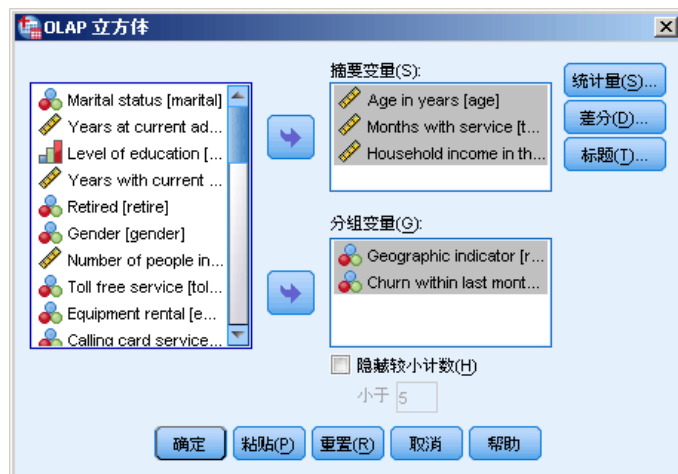 OLAP 立方体
Marital status [marital]
Years at current ad...
Level of education [...
Years with current ...
Retired [retire]
Gender [gender]
Number of people in...
Toll free service [tol...
Equipment rental [e...
Calling card service...
摘要变量(S):
Age in years [age]
Months with service [t...
Household income in th...
统计量(S)...
差分(D)...
标题(T)...
分组变量(G):
Geographic indicator [r...
Churn within last mont...
隐藏较小计数(H)
小于 5
确定 粘贴(P) 重置(R) 取消 帮助